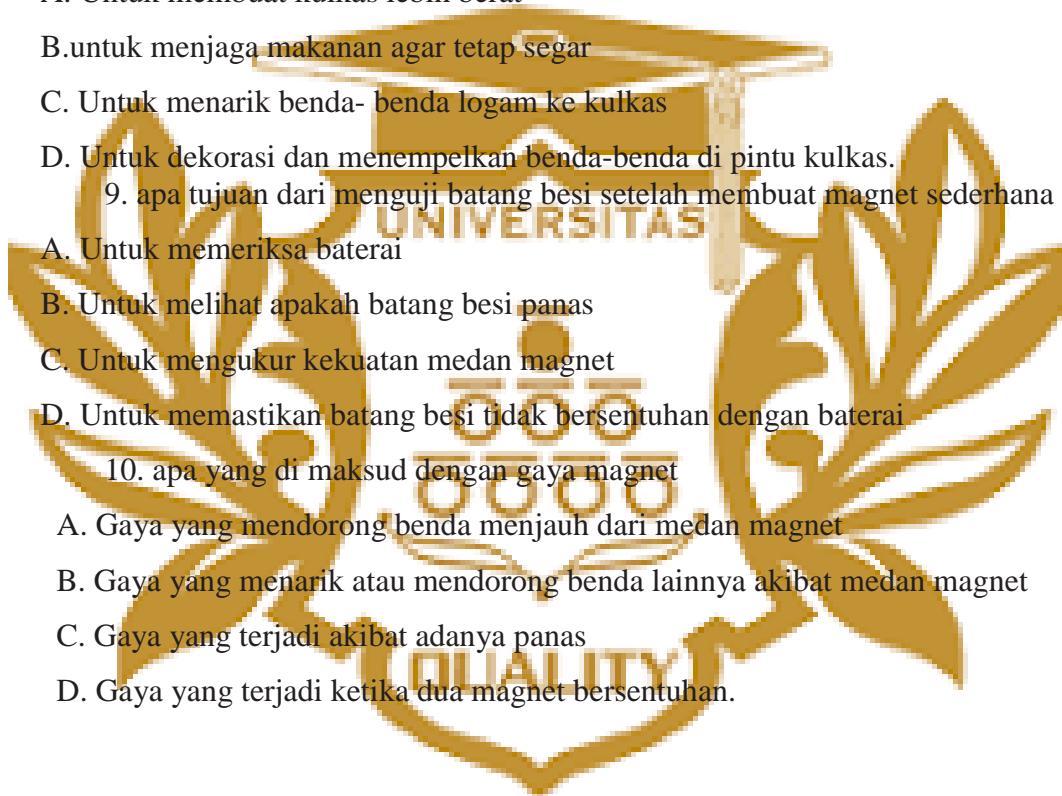 B.untuk menjaga makanan agar tetap segar
C. Untuk menarik benda- benda logam ke kulkas
D. Untuk dekorasi dan menempelkan benda-benda di pintu kulkas.
9. apa tujuan dari menguji batang besi setelah membuat magnet sederhana
UNIVERSITAS
A. Untuk memeriksa baterai
B. Untuk melihat apakah batang besi panas
C. Untuk mengukur kekuatan medan magnet
D. Untuk memastikan batang besi tidak bersentuhan dengan baterai
10. apa yang di maksud dengan gaya magnet
A. Gaya yang mendorong benda menjauh dari medan magnet
B. Gaya yang menarik atau mendorong benda lainnya akibat medan magnet
C. Gaya yang terjadi akibat adanya panas
QUALITY
D. Gaya yang terjadi ketika dua magnet bersentuhan.